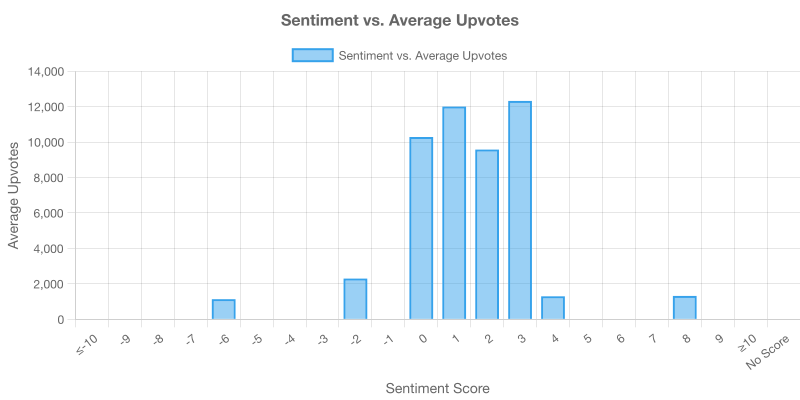 Sentiment vs. Average Upvotes
Sentiment vs. Average Upvotes
14,000
12,000
10,000
8,000
6,000
4,000
2,000
0
Average Upvotes
≤-10 -9 -8 -7 -6 -5 -4 -3 -2 -1 0 1 2 3 4 5 6 7 8 9 ≥10 No Score
Sentiment Score